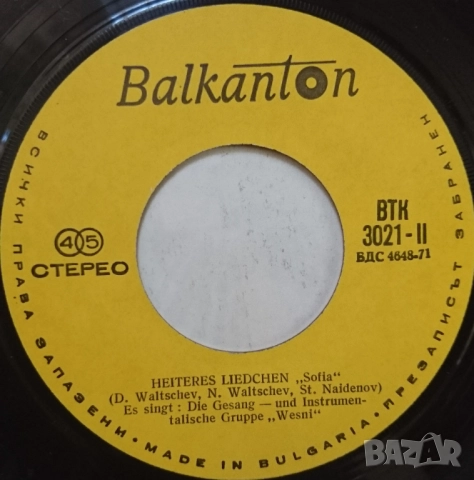 Balkanton
45
СТЕРЕО
ВТК
3021-II
БДС 4648-71
HEITERES LIEDCHEN „Sofia“
(D. Waltschev, N. Waltschev, St. Naidenov)
Es singt: Die Gesang — und Instrumen-
talische Gruppe „Wesni“
ВСИЧКИ ПРАВА ЗАПАЗЕНИ • MADE IN BULGARIA • ПРЕЗАПИСЪТ ЗАБРАНЕН
BAZAR